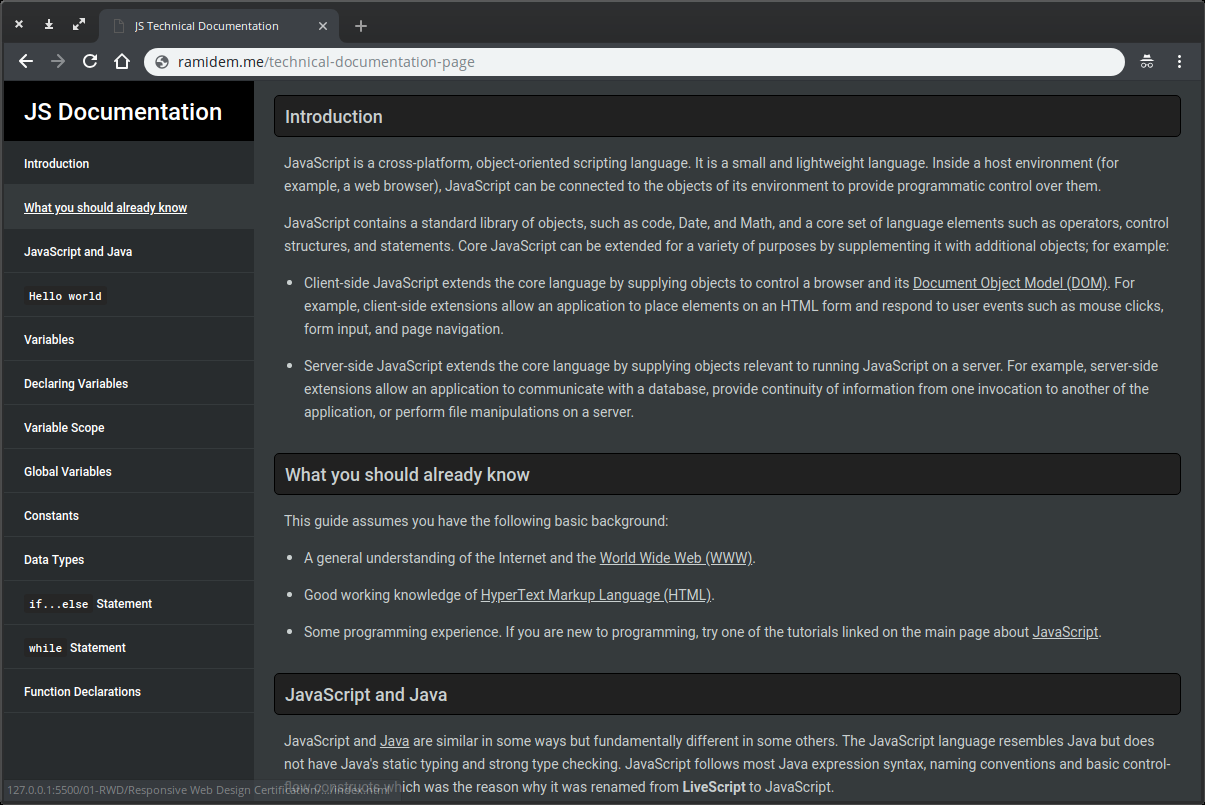 JS Technical Documentation
ramidem.me/technical-documentation-page
JS Documentation
Introduction
What you should already know
JavaScript and Java
Hello world
Variables
Declaring Variables
Variable Scope
Global Variables
Constants
Data Types
if...else Statement
while Statement
Function Declarations
Introduction
JavaScript is a cross-platform, object-oriented scripting language. It is a small and lightweight language. Inside a host environment (for
example, a web browser), JavaScript can be connected to the objects of its environment to provide programmatic control over them.
JavaScript contains a standard library of objects, such as code, Date, and Math, and a core set of language elements such as operators, control
structures, and statements. Core JavaScript can be extended for a variety of purposes by supplementing it with additional objects; for example:
• Client-side JavaScript extends the core language by supplying objects to control a browser and its Document Object Model (DOM). For
example, client-side extensions allow an application to place elements on an HTML form and respond to user events such as mouse clicks,
form input, and page navigation.
• Server-side JavaScript extends the core language by supplying objects relevant to running JavaScript on a server. For example, server-side
extensions allow an application to communicate with a database, provide continuity of information from one invocation to another of the
application, or perform file manipulations on a server.
What you should already know
This guide assumes you have the following basic background:
• A general understanding of the Internet and the World Wide Web (WWW).
• Good working knowledge of HyperText Markup Language (HTML).
• Some programming experience. If you are new to programming, try one of the tutorials linked on the main page about JavaScript.
JavaScript and Java
JavaScript and Java are similar in some ways but fundamentally different in some others. The JavaScript language resembles Java but does
not have Java's static typing and strong type checking. JavaScript follows most Java expression syntax, naming conventions and basic control-
flow constructs which was the reason why it was renamed from LiveScript to JavaScript.
127.0.0.1:5500/01-RWD/Responsive Web Design Certification/.../index.html